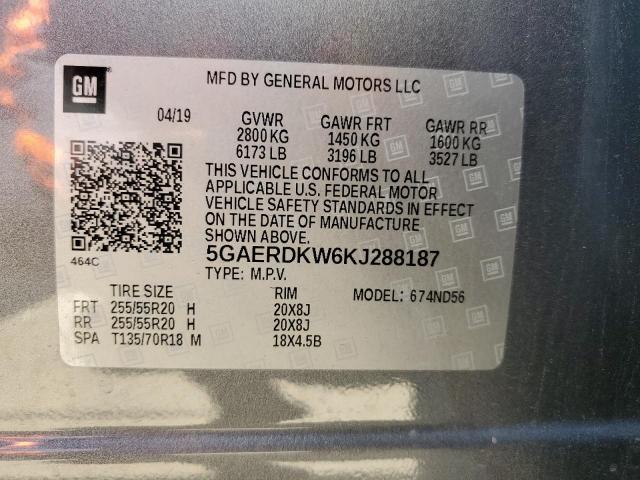 GM
MFD BY GENERAL MOTORS LLC
04/19 GVWR GAWR FRT GAWR RR
2800 KG 1450 KG 1600 KG
6173 LB 3196 LB 3527 LB
THIS VEHICLE CONFORMS TO ALL
APPLICABLE U.S. FEDERAL MOTOR
VEHICLE SAFETY STANDARDS IN EFFECT
ON THE DATE OF MANUFACTURE
SHOWN ABOVE.
464C
5GAERDKW6KJ288187
TYPE: M.P.V.
TIRE SIZE RIM MODEL: 674ND56
FRT 255/55R20 H 20X8J
RR 255/55R20 H 20X8J
SPA T135/70R18 M 18X4.5B